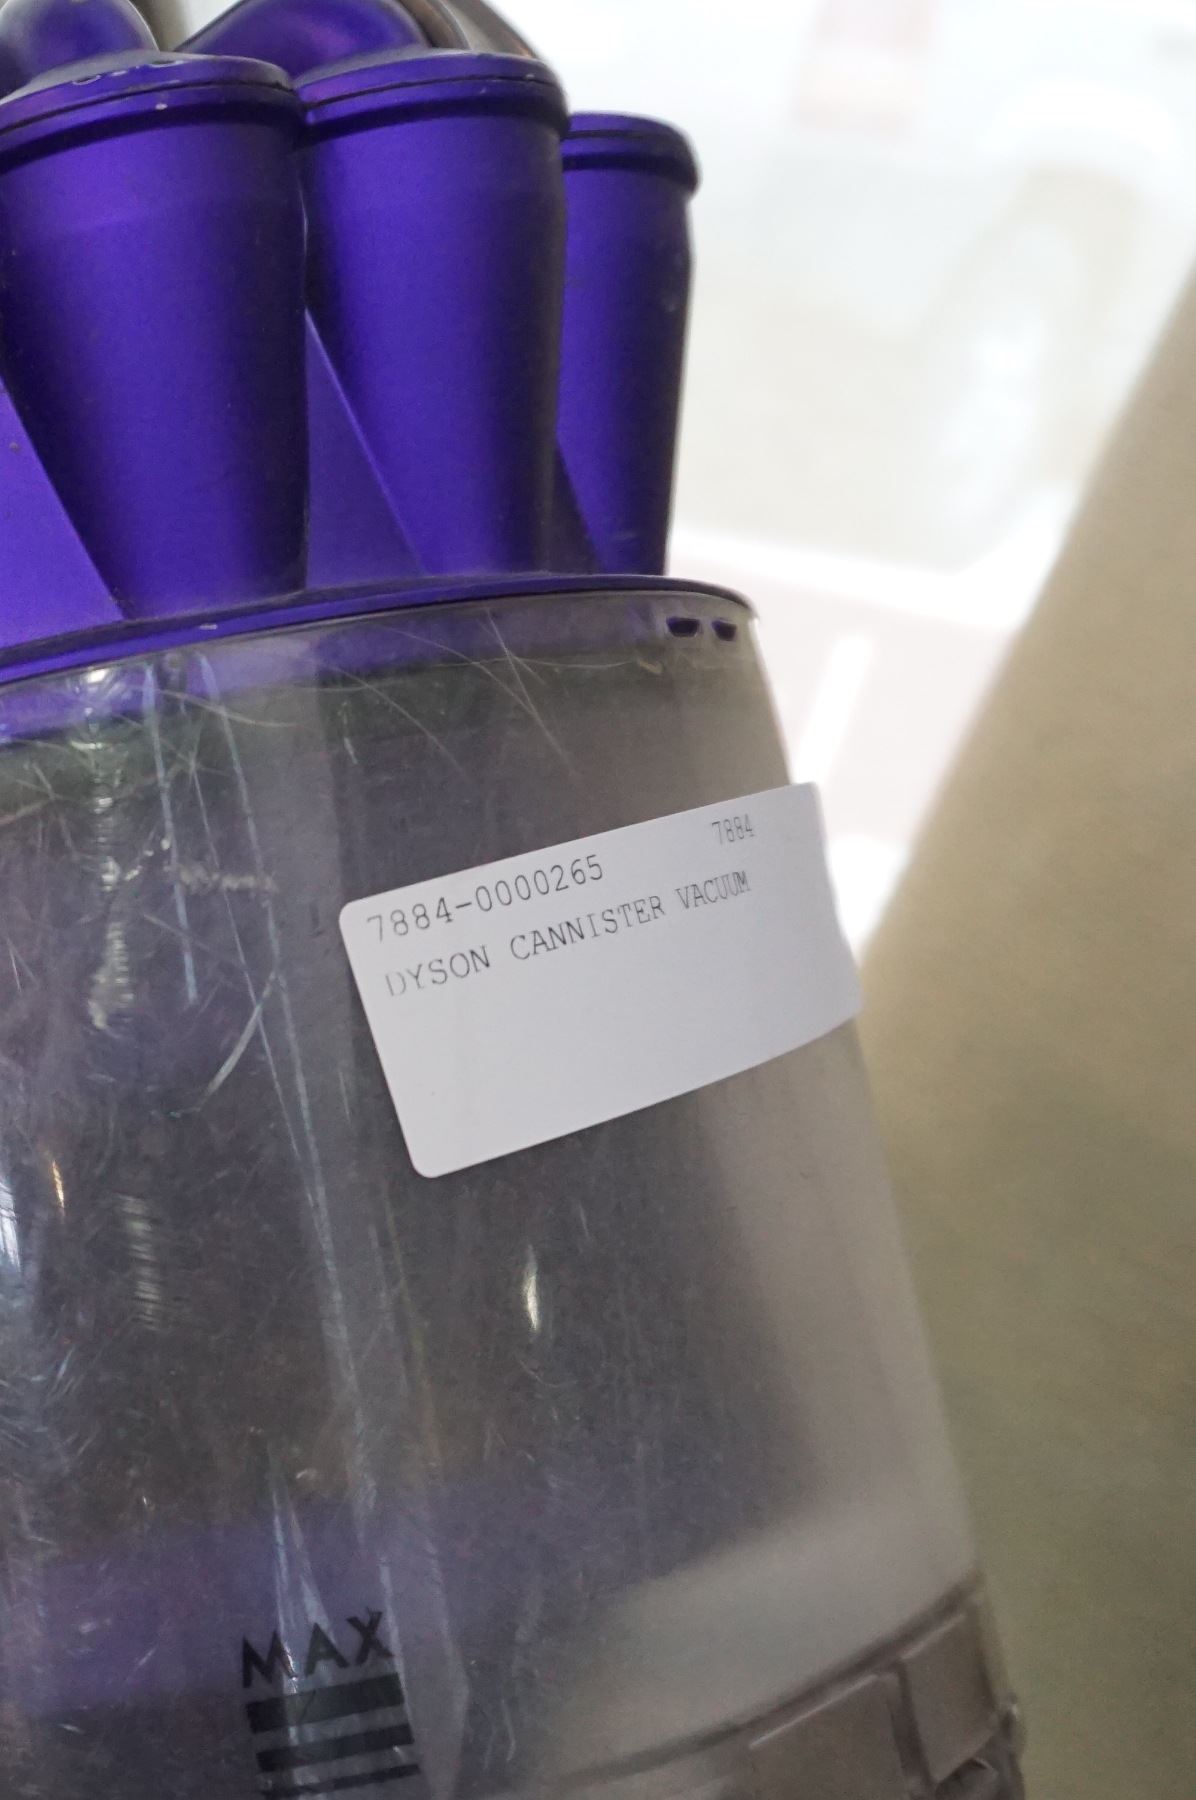 7884
7884-0000265
DYSON CANNISTER VACUUM
MAX